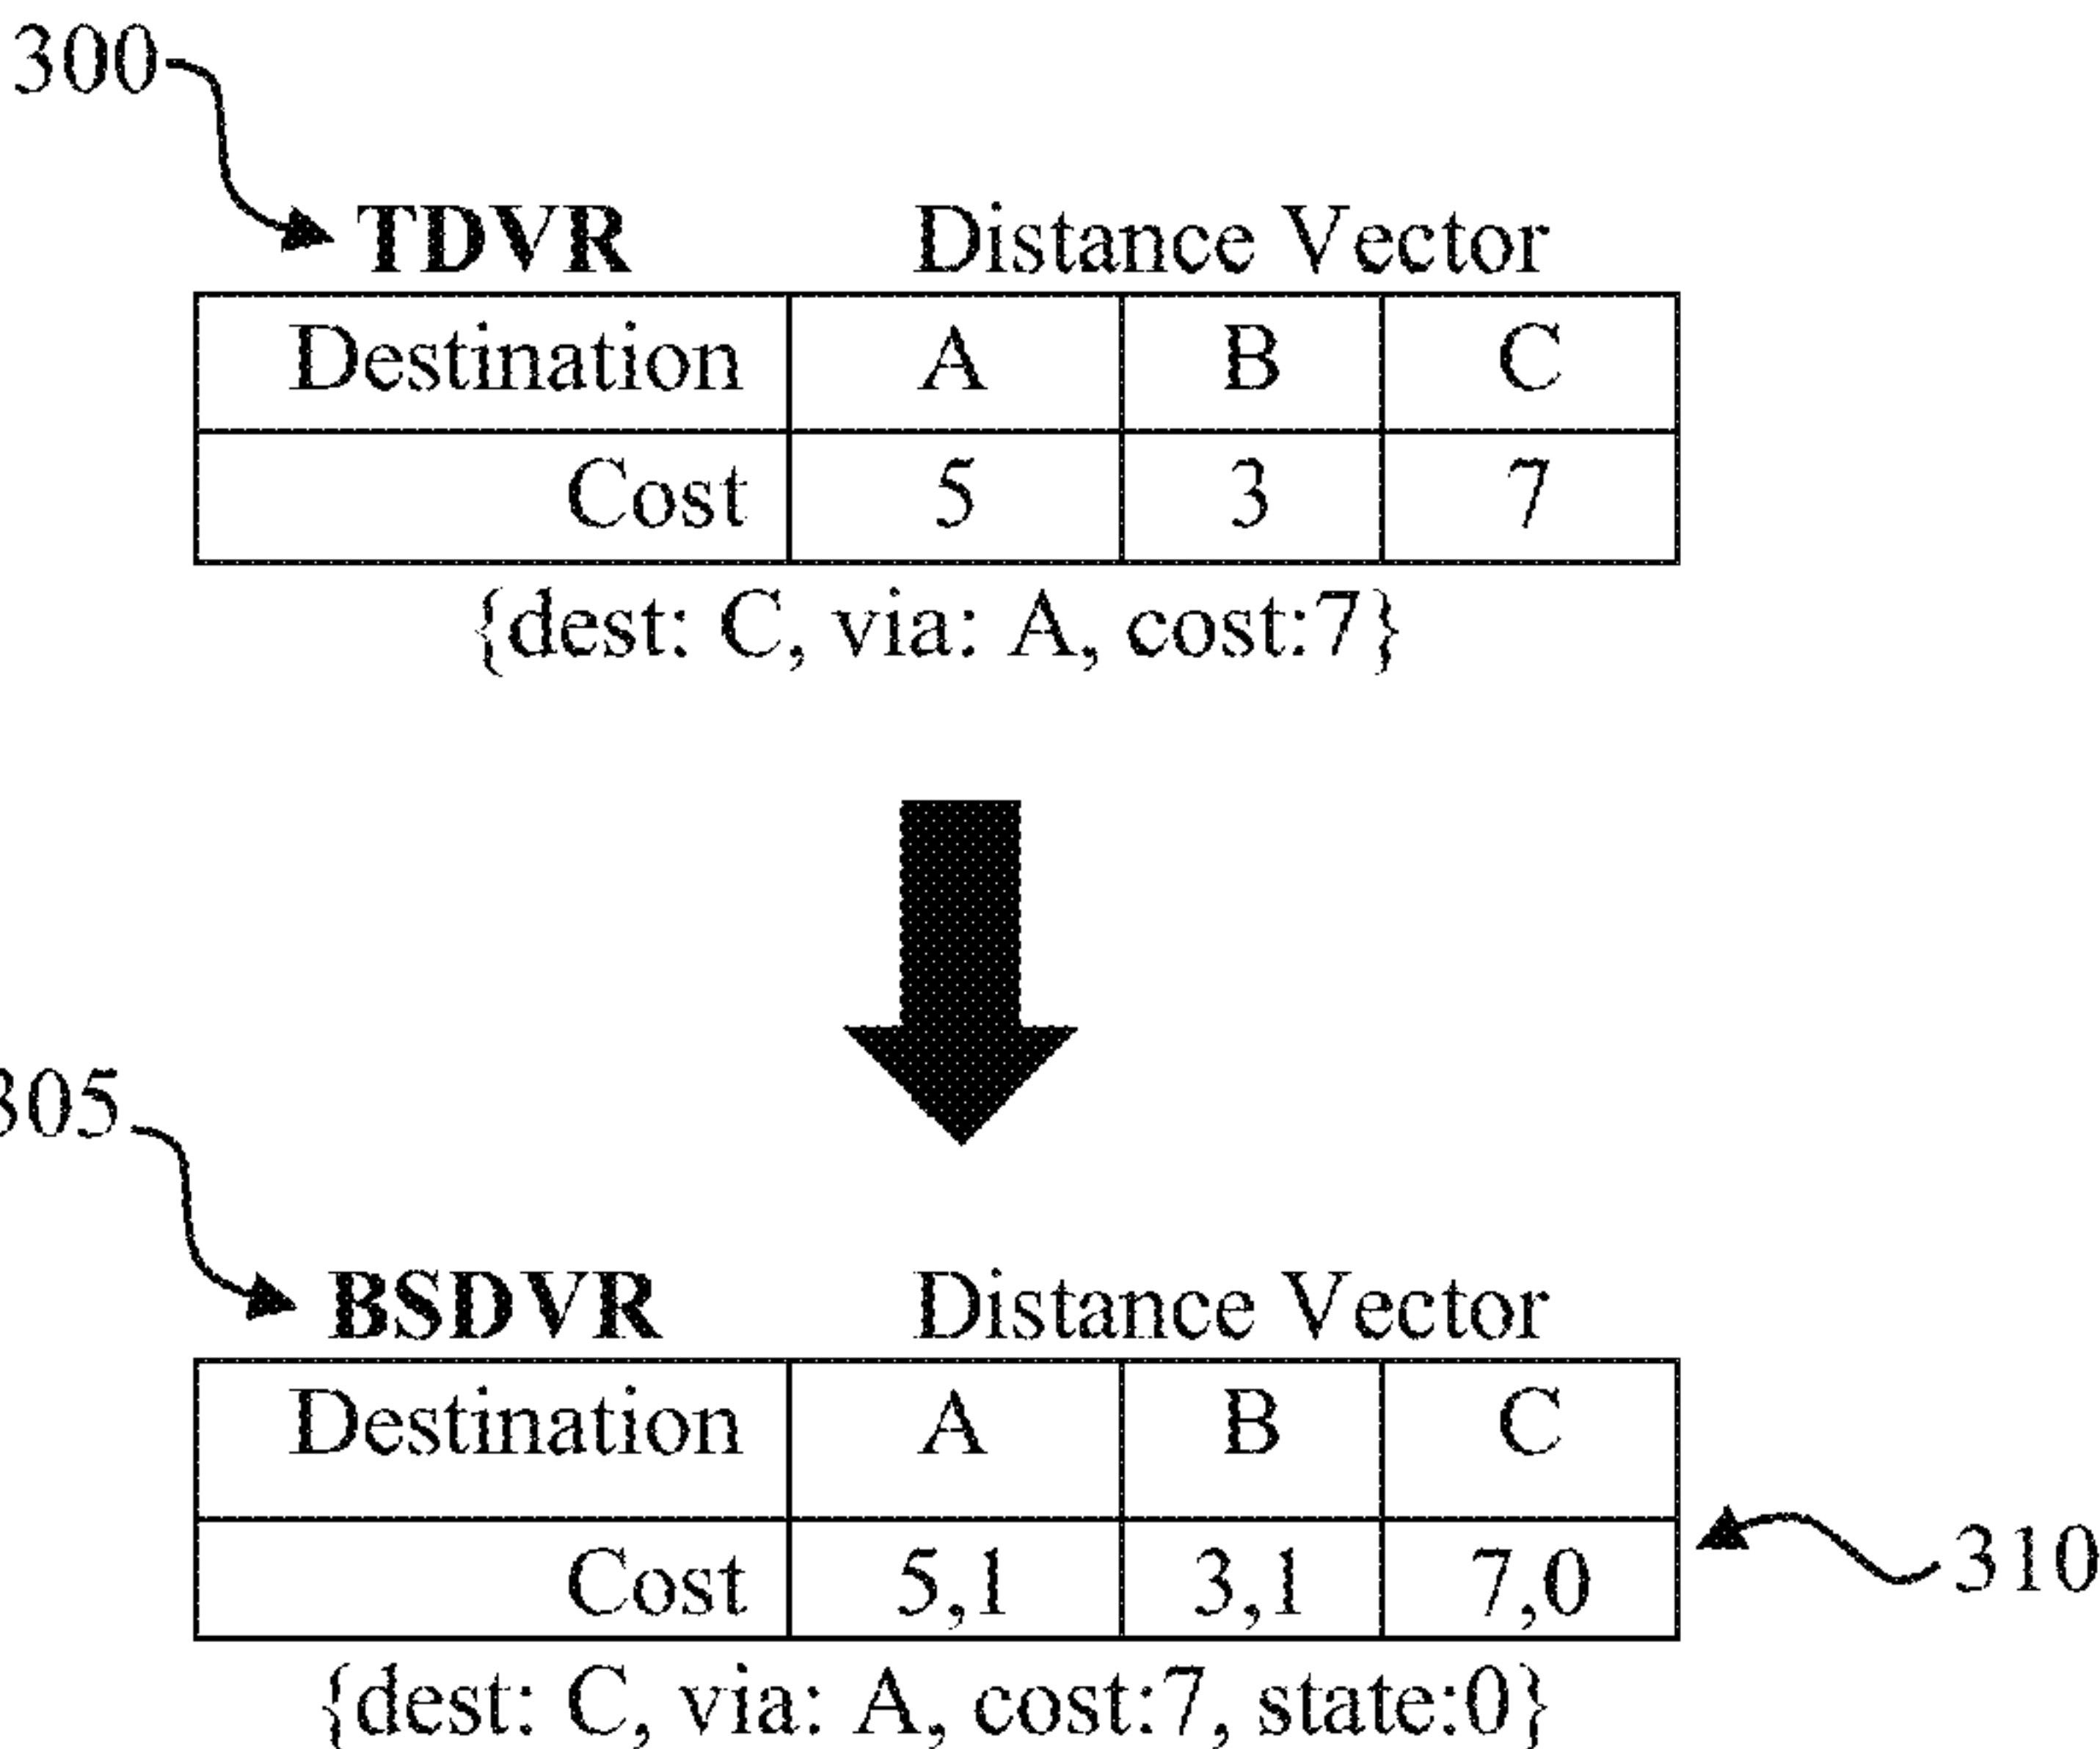 300
TDVR Distance Vector
Destination A B C
Cost 5 3 7
{dest: C, via: A, cost:7}
305
BSDVR Distance Vector
Destination A B C
Cost 5,1 3,1 7,0
310
{dest: C, via: A, cost:7, state:0}